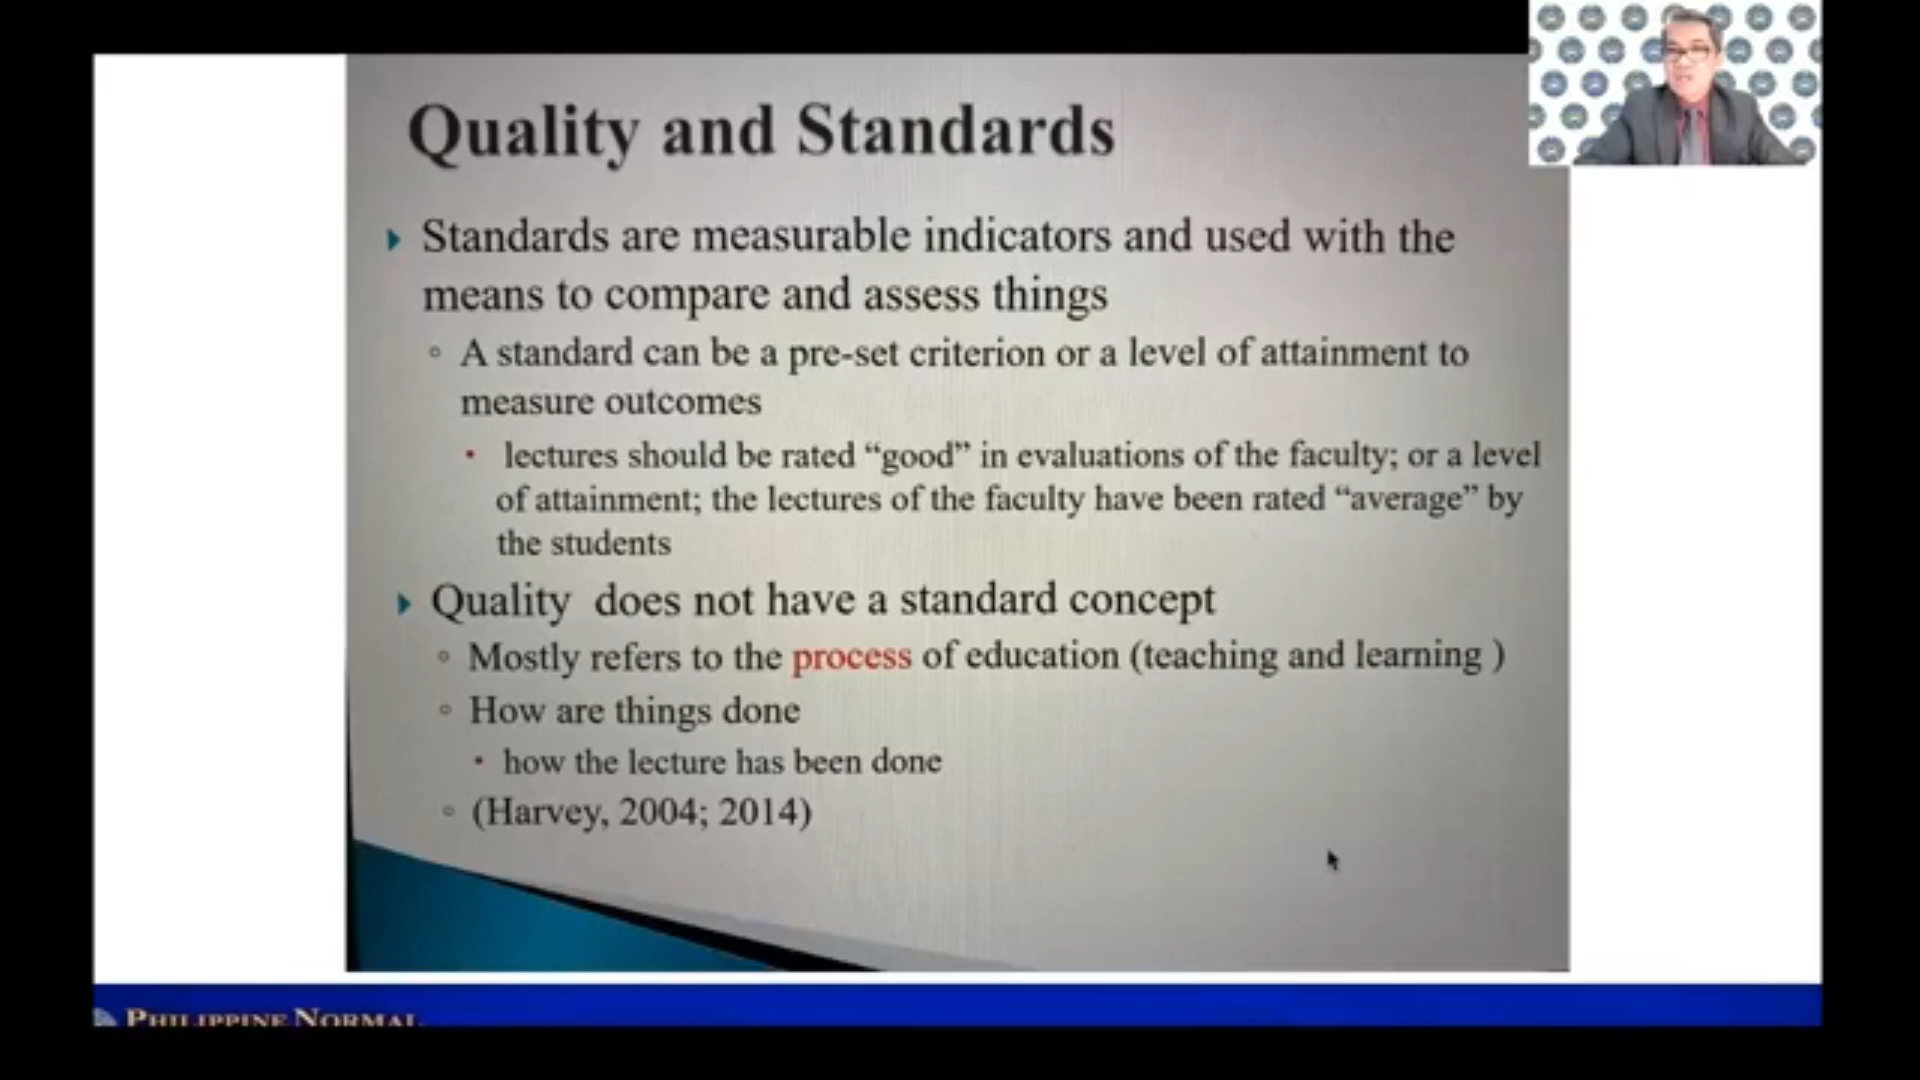 Quality and Standards
Standards are measurable indicators and used with the
means to compare and assess things
A standard can be a pre-set criterion or a level of attainment to
measure outcomes
lectures should be rated “good” in evaluations of the faculty; or a level
of attainment; the lectures of the faculty have been rated “average” by
the students
Quality does not have a standard concept
Mostly refers to the process of education (teaching and learning )
How are things done
how the lecture has been done
(Harvey, 2004; 2014)
PHILIPPINE NORMAL